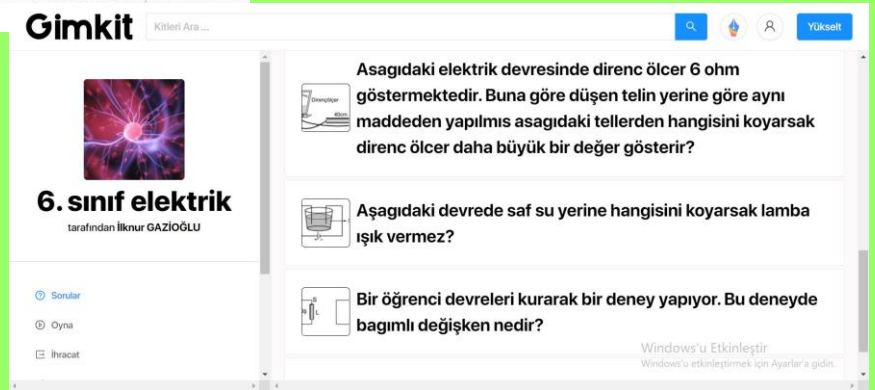 Gimkit
Kitleri Ara ...
Yükselt
6. sınıf elektrik
tarafından İlknur GAZİOĞLU
Sorular
Oyna
İhracat
Dirençölçer
40cm
Asagıdaki elektrik devresinde direnc ölcer 6 ohm
göstermektedir. Buna göre düşen telin yerine göre aynı
maddeden yapılmıs asagıdaki tellerden hangisini koyarsak
direnc ölcer daha büyük bir değer gösterir?
Aşagıdaki devrede saf su yerine hangisini koyarsak lamba
ışık vermez?
S
L
Bir öğrenci devreleri kurarak bir deney yapıyor. Bu deneyde
bagımlı değişken nedir?
Windows'u Etkinleştir
Windows'u etkinleştirmek için Ayarlar'a gidin.